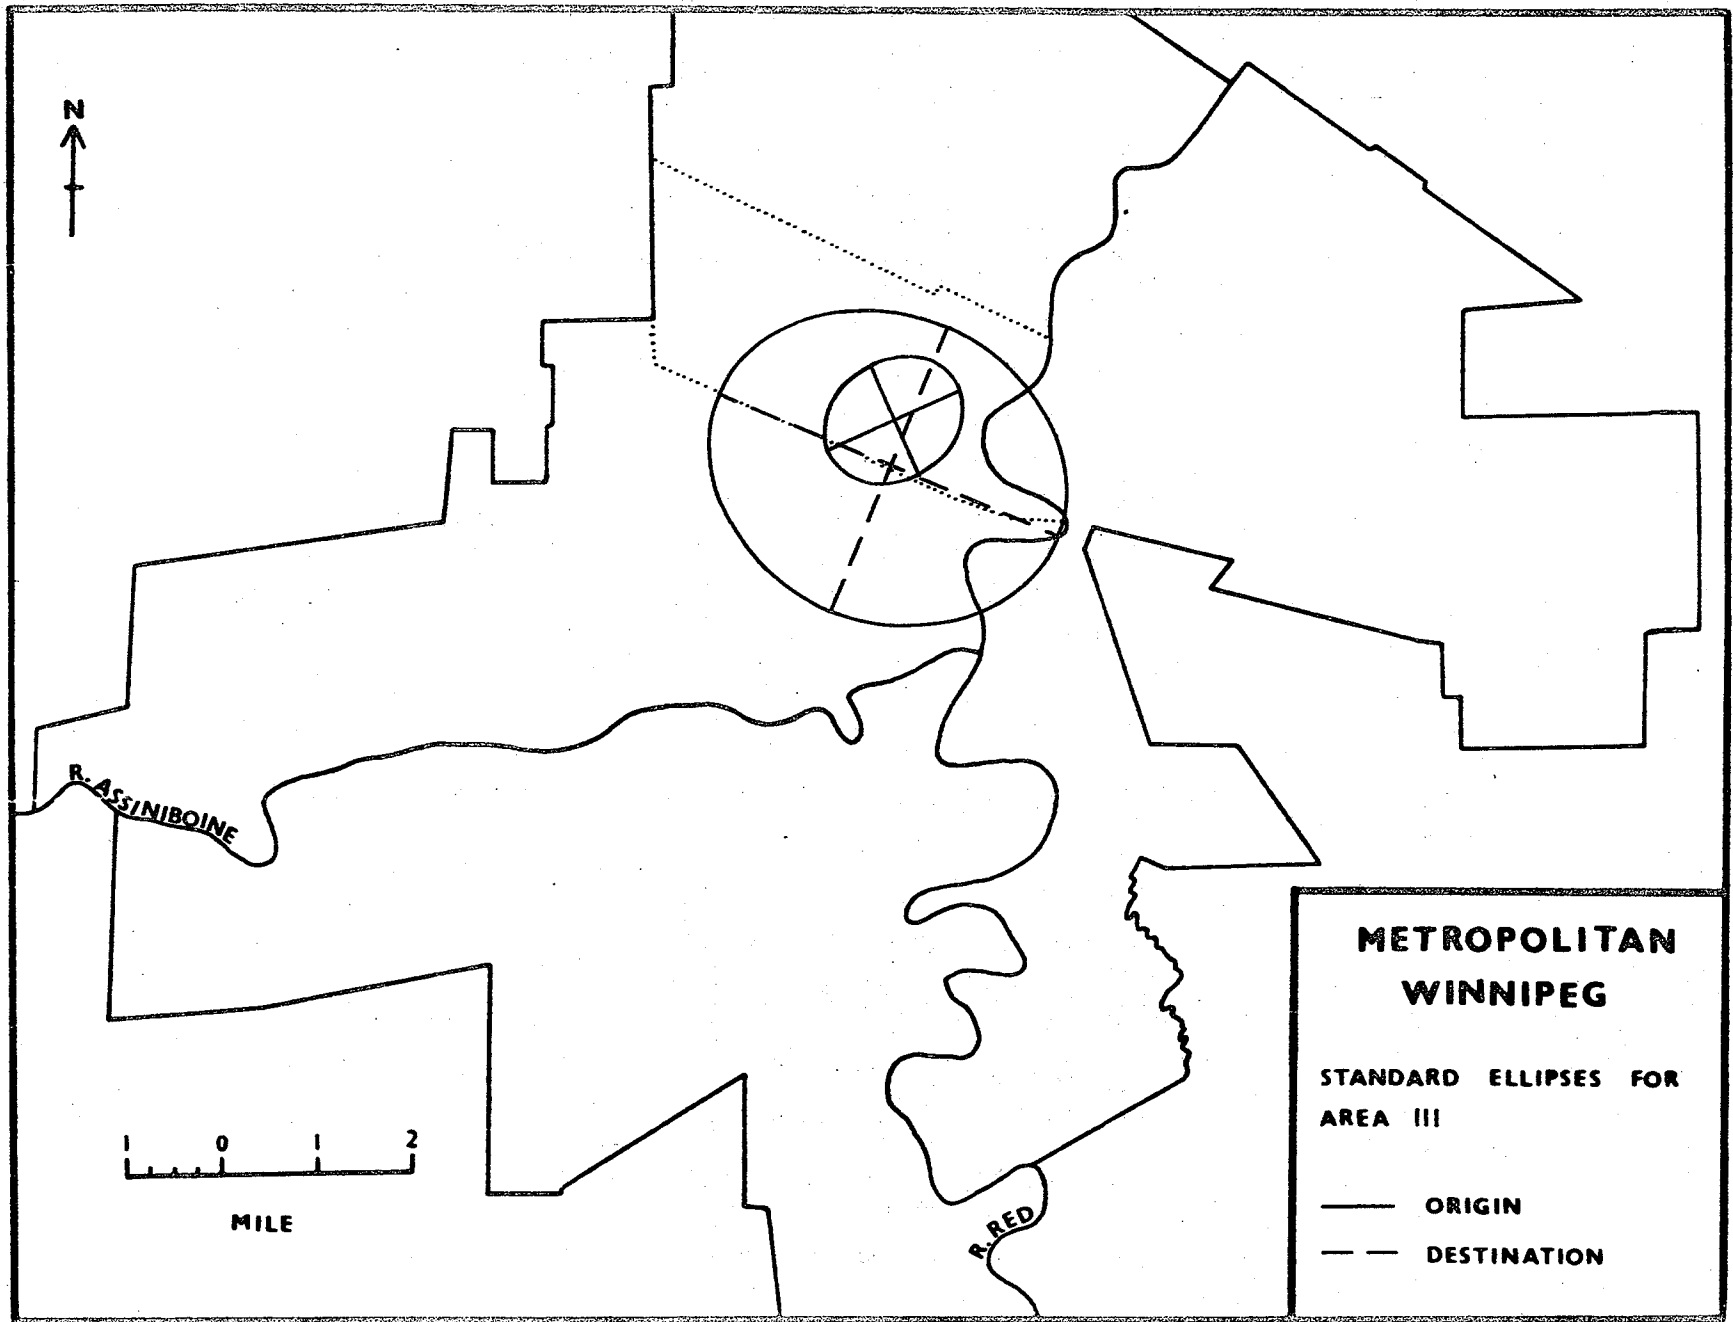 N
R. ASSINIBOINE
1 0 1 2
MILE
R. RED
METROPOLITAN
WINNIPEG
STANDARD ELLIPSES FOR
AREA III
ORIGIN
DESTINATION